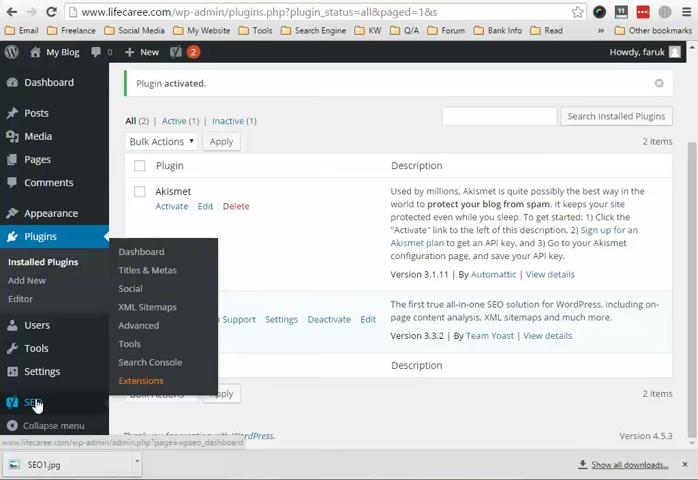 www.lifecaree.com/wp-admin/plugins.php?plugin_status=all&paged=1&s
Email Freelance Social Media Tools Search Engine KW Q/A Forum Bank Info Read » Other bookmarks
My Blog 0 + New 2 Howdy, faruk
Dashboard
Posts
Media
Pages
Comments
Appearance
Plugins
Installed Plugins
Add New
Editor
Users
Tools
Settings
SEO
Collapse menu
Dashboard
Titles & Metas
Social
XML Sitemaps
Advanced
Tools
Search Console
Extensions
Plugin activated.
All (2) | Active (1) | Inactive (1)
Search Installed Plugins
Bulk Actions Apply 2 items
Plugin Description
Akismet
Activate | Edit | Delete
Used by millions, Akismet is quite possibly the best way in the
world to protect your blog from spam. It keeps your site
protected even while you sleep. To get started: 1) Click the
"Activate" link to the left of this description, 2) Sign up for an
Akismet plan to get an API key, and 3) Go to your Akismet
configuration page, and save your API key.
Version 3.1.11 | By Automattic | View details
Support | Settings | Deactivate | Edit
The first true all-in-one SEO solution for WordPress, including on-
page content analysis, XML sitemaps and much more.
Version 3.3.2 | By Team Yoast | View details
Description
Bulk Actions Apply 2 items
Thank you for creating with WordPress. Version 4.5.3
www.lifecaree.com/wp-admin/admin.php?page=wpseo_dashboard
SEO1.jpg Show all downloads...